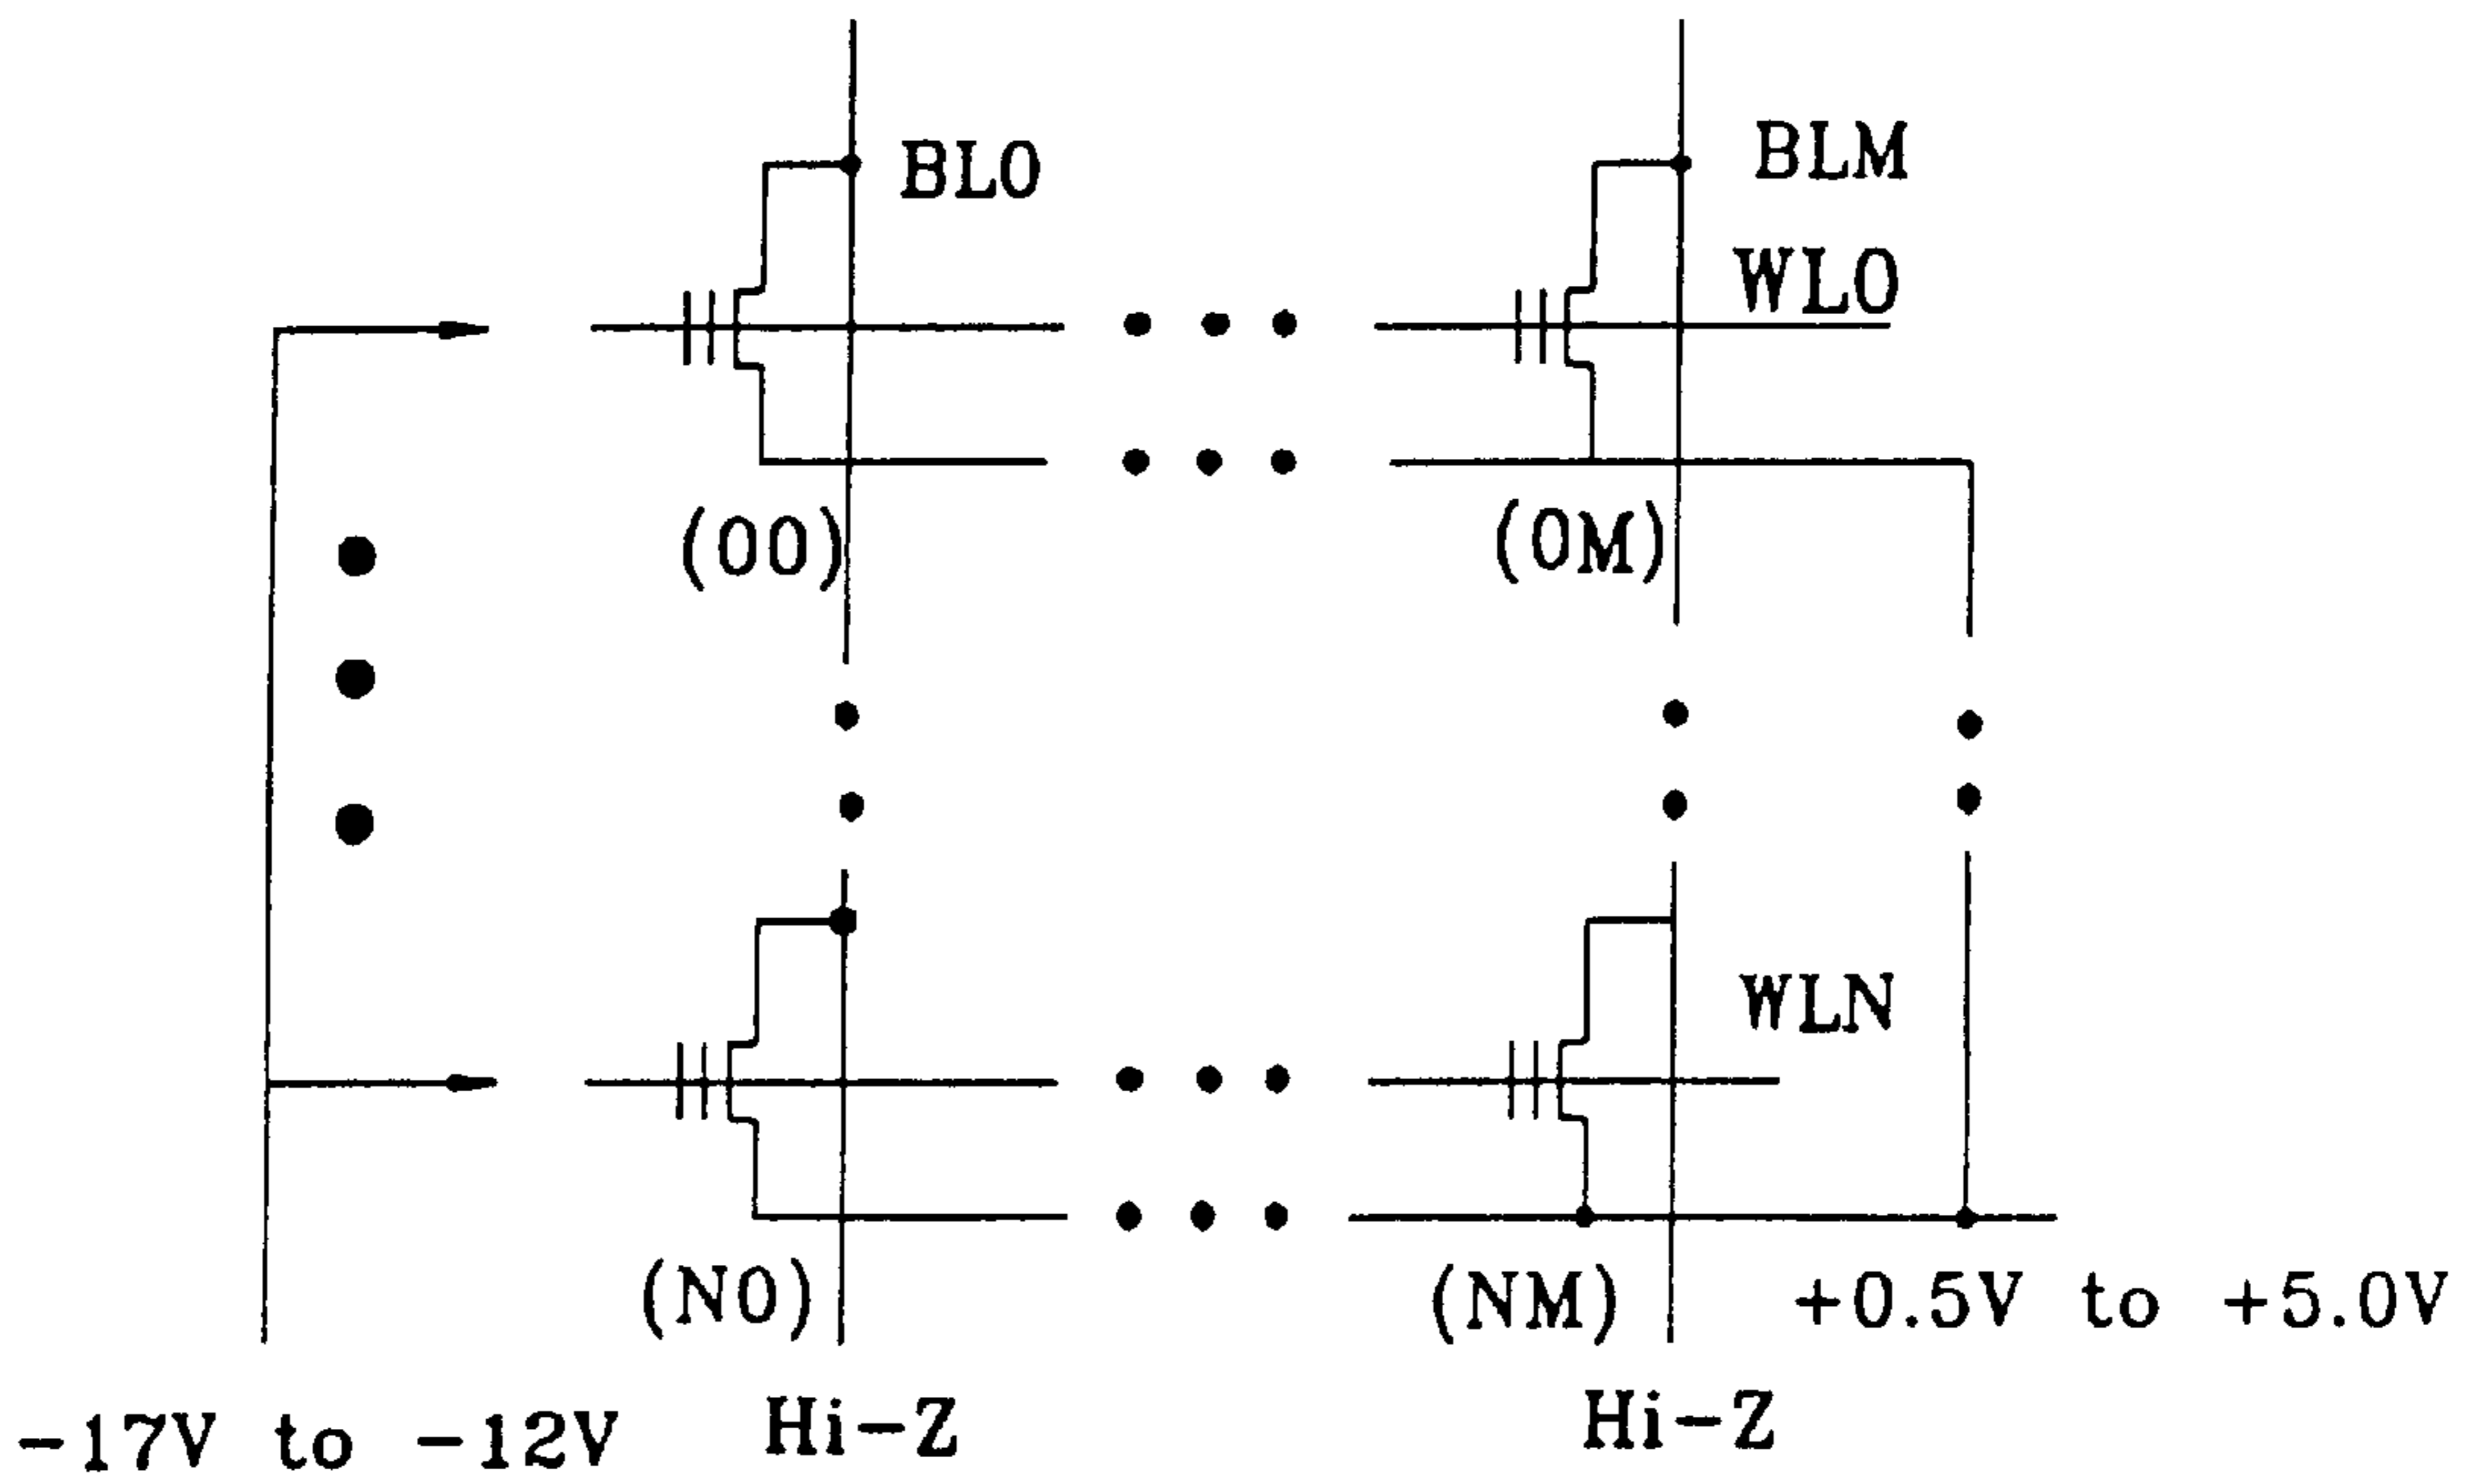 BL0
BLM
WL0
(00)
(0M)
WLN
(N0)
(NM)
+0.5V to +5.0V
-17V to -12V
Hi-Z
Hi-Z